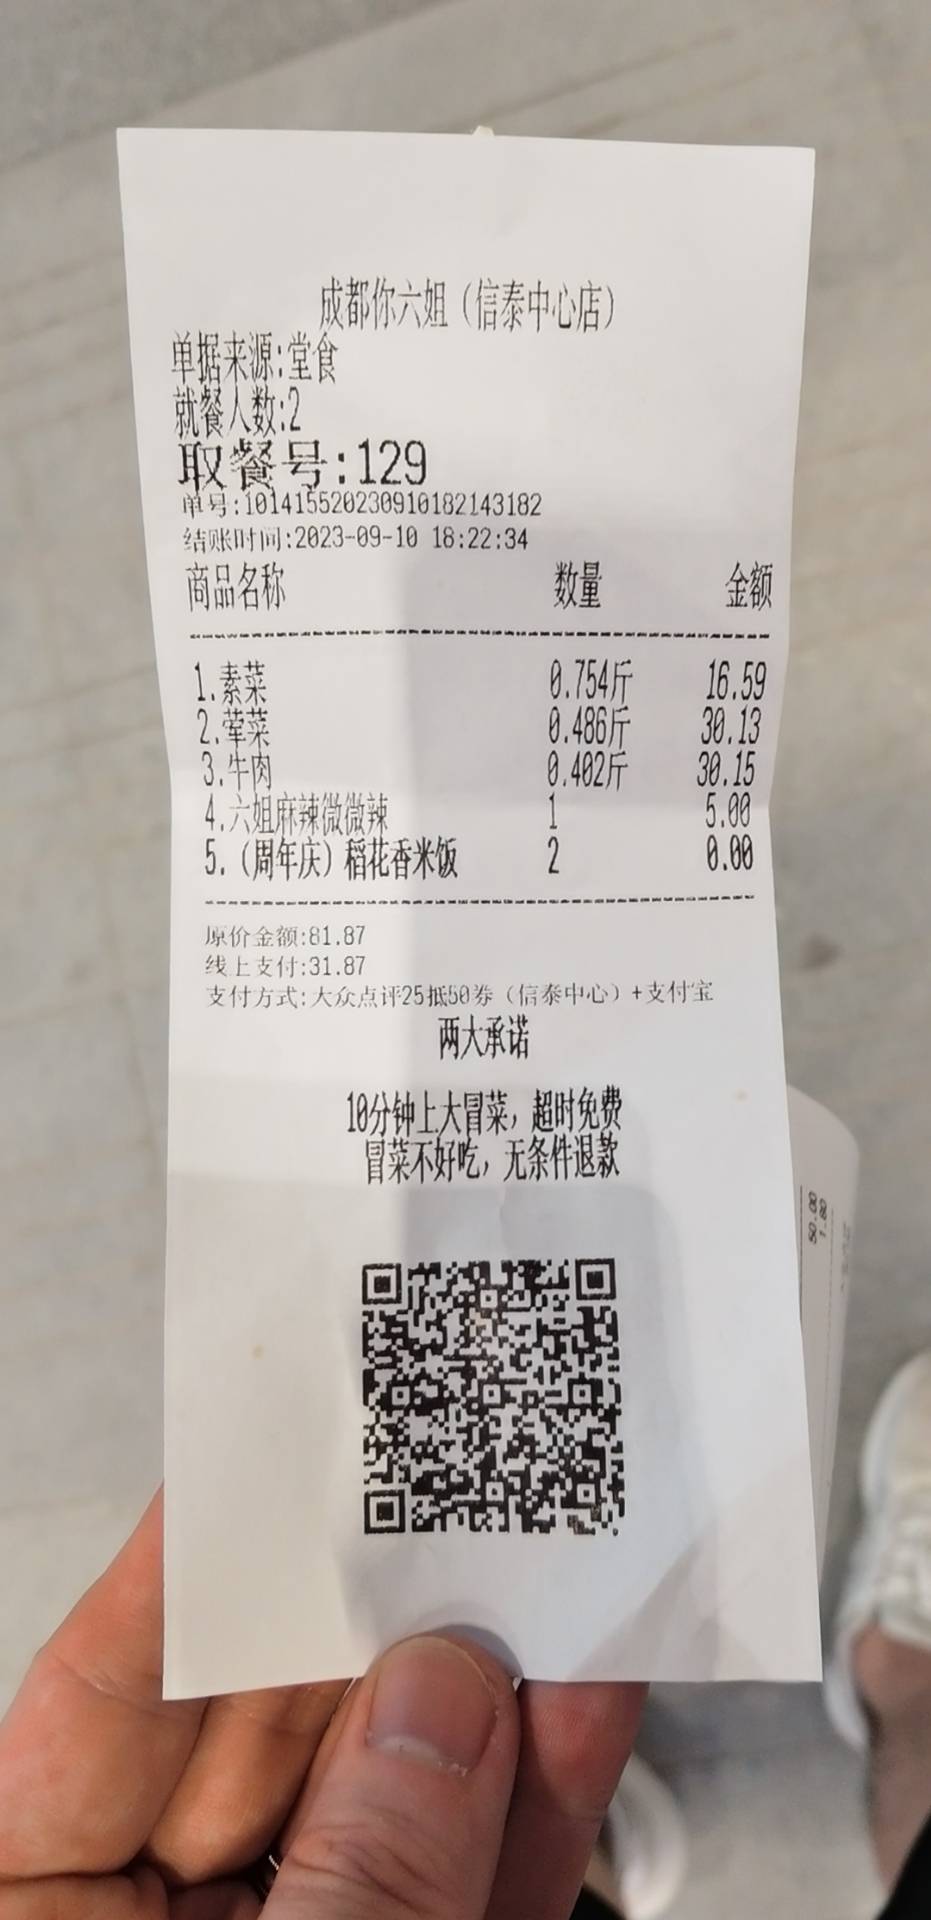 成都你六姐（信泰中心店）
单据来源:堂食
就餐人数:2
取餐号:129
单号:101415520230910182143182
结账时间:2023-09-10 18:22:34
商品名称 数量 金额
1.素菜 0.754斤 16.59
2.荤菜 0.486斤 30.13
3.牛肉 0.402斤 30.15
4.六姐麻辣微微辣 1 5.00
5.（周年庆）稻花香米饭 2 0.00
原价金额:81.87
线上支付:31.87
支付方式:大众点评25抵50券（信泰中心）+支付宝
两大承诺
10分钟上大冒菜，超时免费
冒菜不好吃，无条件退款
50.00
1.00